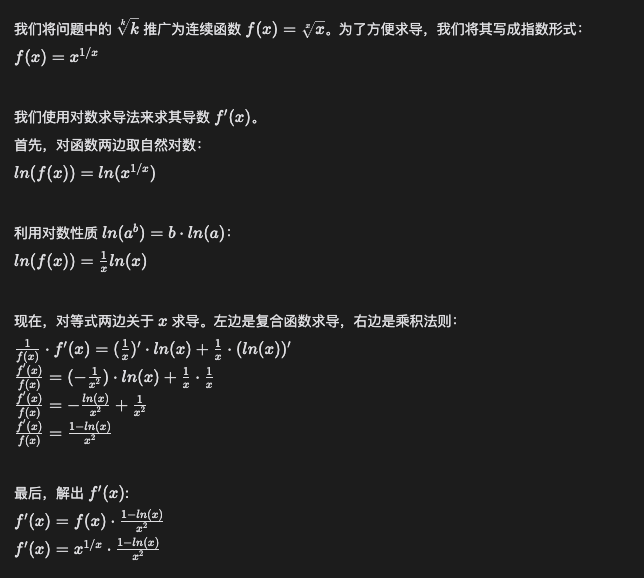 我们将问题中的 $\sqrt[k]{k}$ 推广为连续函数 $f(x) = \sqrt[x]{x}$。为了方便求导，我们将其写成指数形式：
$f(x) = x^{1/x}$
我们使用对数求导法来求其导数 $f'(x)$。
首先，对函数两边取自然对数：
$ln(f(x)) = ln(x^{1/x})$
利用对数性质 $ln(a^b) = b \cdot ln(a)$：
$ln(f(x)) = \frac{1}{x} ln(x)$
现在，对等式两边关于 $x$ 求导。左边是复合函数求导，右边是乘积法则：
$\frac{1}{f(x)} \cdot f'(x) = (\frac{1}{x})' \cdot ln(x) + \frac{1}{x} \cdot (ln(x))'$
$\frac{f'(x)}{f(x)} = (-\frac{1}{x^2}) \cdot ln(x) + \frac{1}{x} \cdot \frac{1}{x}$
$\frac{f'(x)}{f(x)} = -\frac{ln(x)}{x^2} + \frac{1}{x^2}$
$\frac{f'(x)}{f(x)} = \frac{1-ln(x)}{x^2}$
最后，解出 $f'(x)$:
$f'(x) = f(x) \cdot \frac{1-ln(x)}{x^2}$
$f'(x) = x^{1/x} \cdot \frac{1-ln(x)}{x^2}$